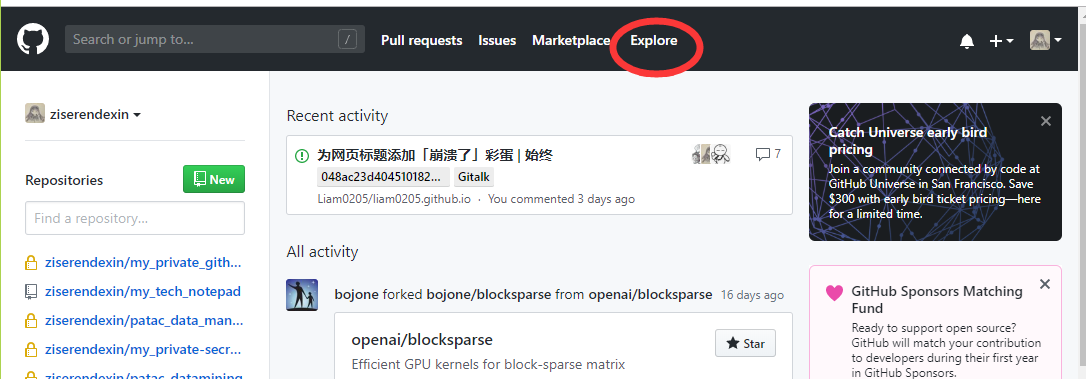 Search or jump to... /
Pull requests Issues Marketplace Explore
ziserendexin
Repositories
New
Find a repository...
ziserendexin/my_private_gith...
ziserendexin/my_tech_notepad
ziserendexin/patac_data_man...
ziserendexin/my_private-secr...
ziserendexin/patac_datamining
Recent activity
为网页标题添加「崩溃了」彩蛋 | 始终
7
048ac23d404510182... Gitalk
Liam0205/liam0205.github.io · You commented 3 days ago
All activity
bojone forked bojone/blocksparse from openai/blocksparse 16 days ago
openai/blocksparse
Star
Efficient GPU kernels for block-sparse matrix
Catch Universe early bird
pricing
Join a community connected by code at
GitHub Universe in San Francisco. Save
$300 with early bird ticket pricing—here
for a limited time.
GitHub Sponsors Matching
Fund
Ready to support open source?
GitHub will match your contribution
to developers during their first year
in GitHub Sponsors.